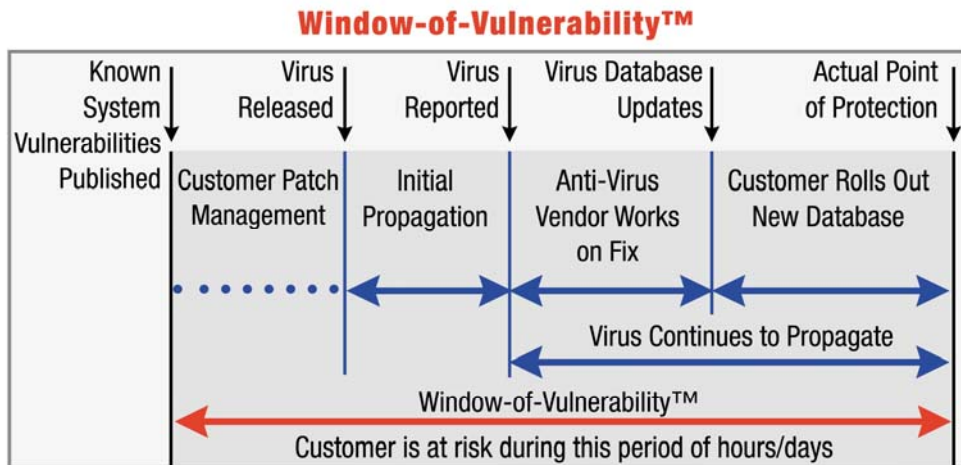 Window-of-Vulnerability™
Known
System
Vulnerabilities
Published
Virus
Released
Virus
Reported
Virus Database
Updates
Actual Point
of Protection
Customer Patch
Management
Initial
Propagation
Anti-Virus
Vendor Works
on Fix
Customer Rolls Out
New Database
Virus Continues to Propagate
Window-of-Vulnerability™
Customer is at risk during this period of hours/days